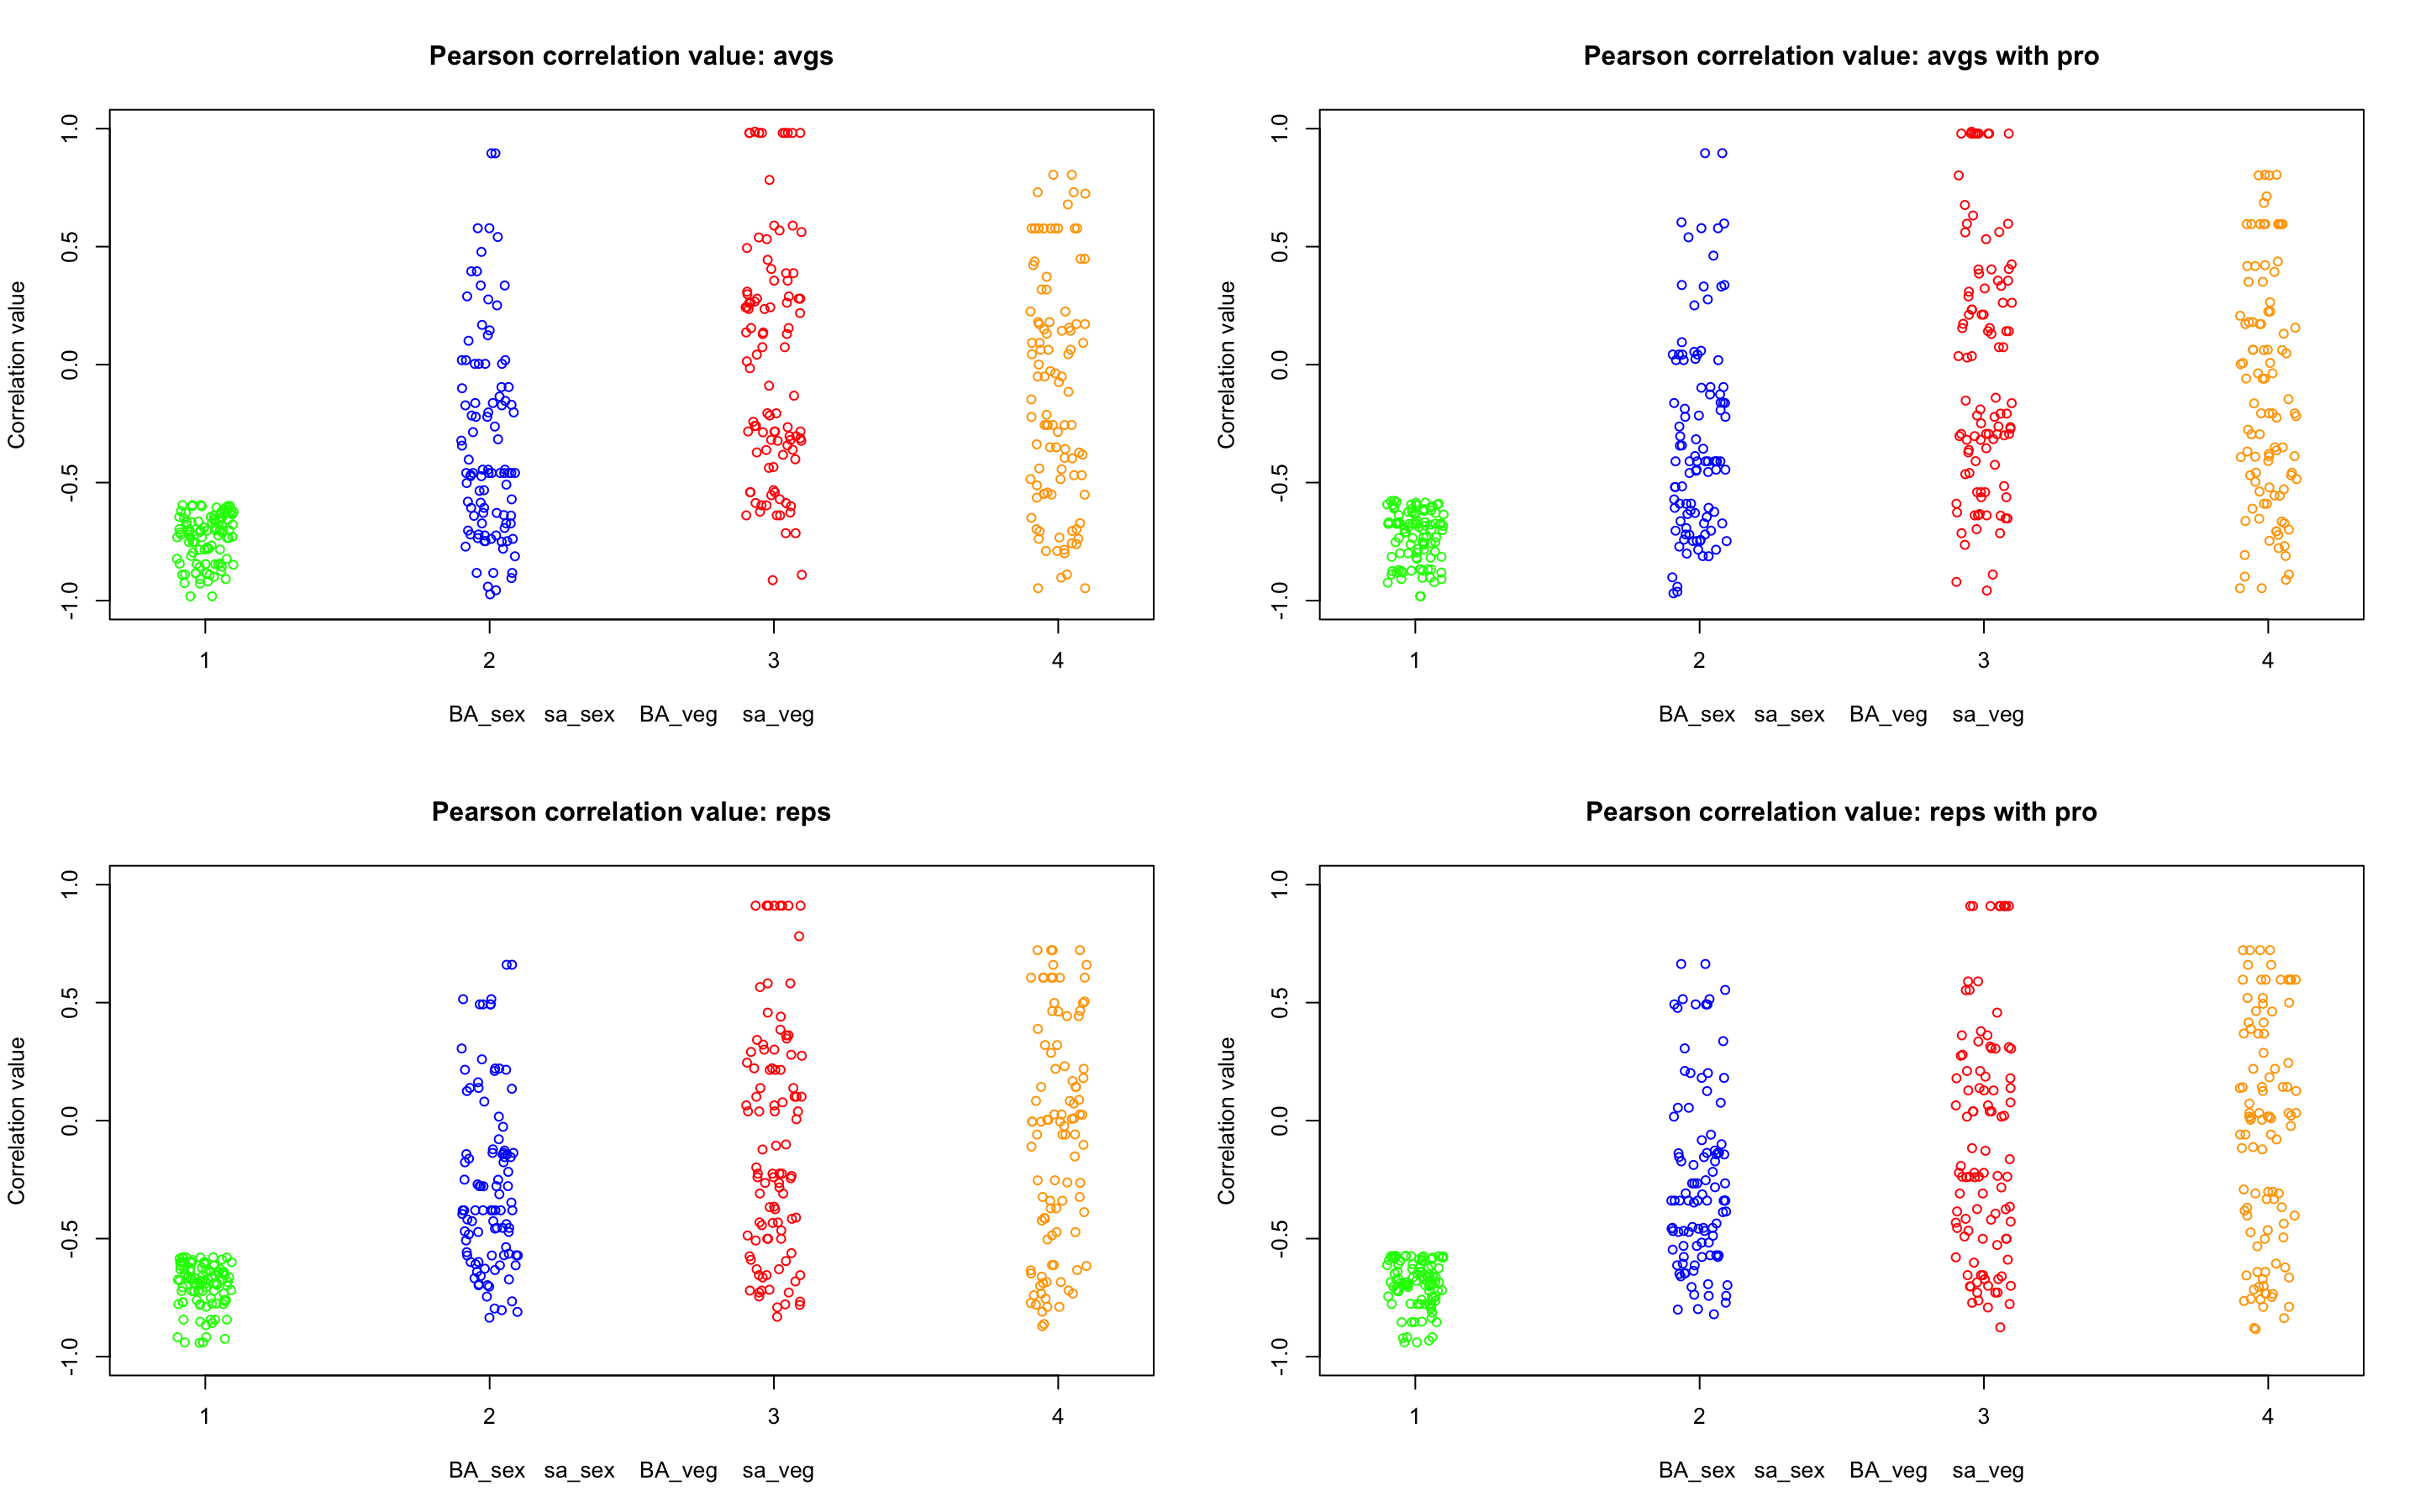 Pearson correlation value: avgs
Correlation value
1.0
0.5
0.0
-0.5
-1.0
1 2 3 4
BA_sex sa_sex BA_veg sa_veg
Pearson correlation value: avgs with pro
Correlation value
1.0
0.5
0.0
-0.5
-1.0
1 2 3 4
BA_sex sa_sex BA_veg sa_veg
Pearson correlation value: reps
Correlation value
1.0
0.5
0.0
-0.5
-1.0
1 2 3 4
BA_sex sa_sex BA_veg sa_veg
Pearson correlation value: reps with pro
Correlation value
1.0
0.5
0.0
-0.5
-1.0
1 2 3 4
BA_sex sa_sex BA_veg sa_veg